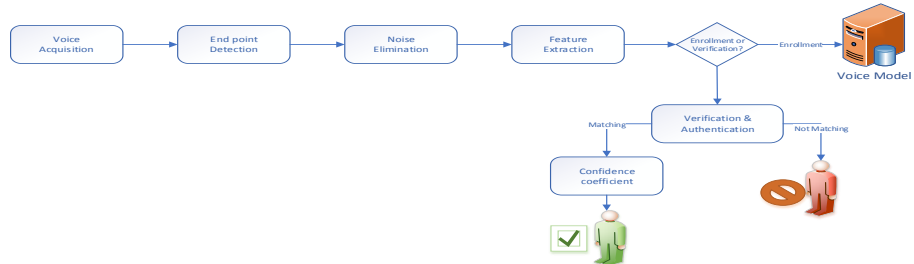 Voice
Acquisition
End point
Detection
Noise
Elimination
Feature
Extraction
Enrollment or
Verification?
Enrollment
Voice Model
Verification &
Authentication
Matching
Not Matching
Confidence
coefficient